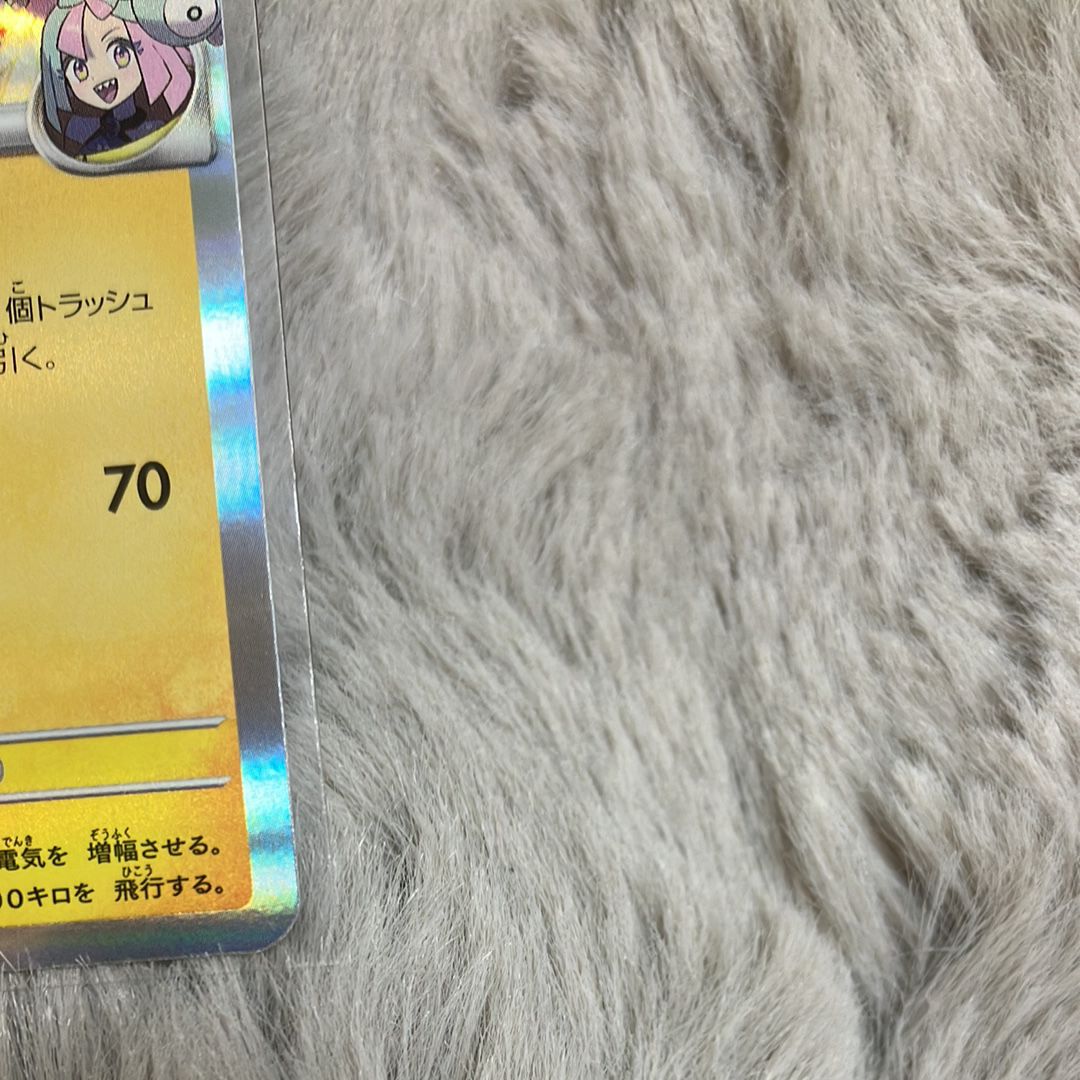 個トラッシュ
引く。
70
電気を 増幅させる。
00キロを 飛行する。